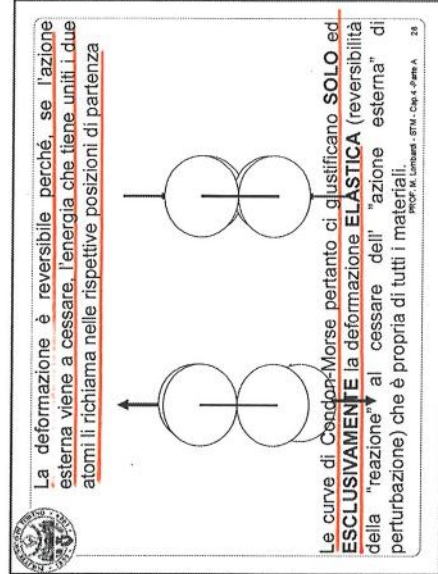 La deformazione è reversibile perché, se l'azione
esterna viene a cessare, l'energia che tiene uniti i due
atomi li richiama nelle rispettive posizioni di partenza
Le curve di Condon-Morse pertanto ci giustificano SOLO ed
ESCLUSIVAMENTE la deformazione ELASTICA (reversibilità
della "reazione" al cessare dell' "azione esterna" di
perturbazione) che è propria di tutti i materiali.
PROF. M. Lombardi - STM - Cap.4 -Parte A 26